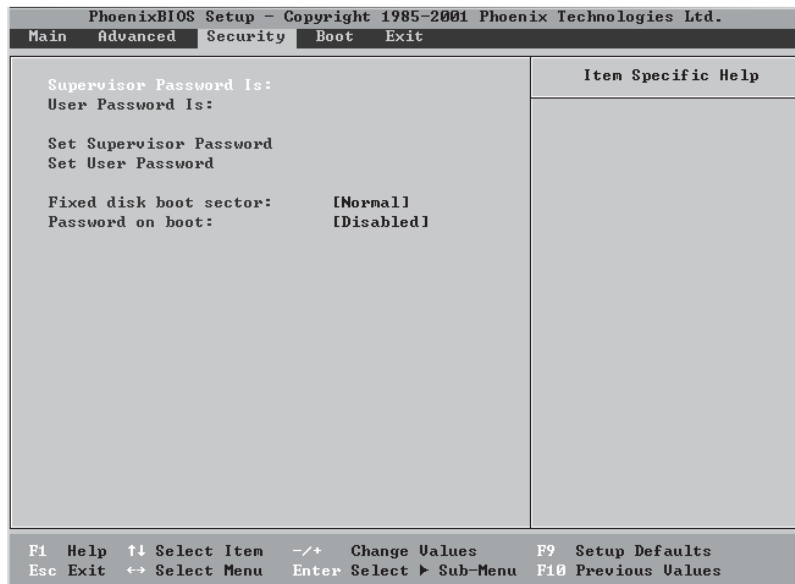 PhoenixBIOS Setup – Copyright 1985-2001 Phoenix Technologies Ltd.
Main Advanced Security Boot Exit
Item Specific Help
Supervisor Password Is:
User Password Is:
Set Supervisor Password
Set User Password
Fixed disk boot sector: [Normal]
Password on boot: [Disabled]
F1 Help ↑↓ Select Item -/+ Change Values F9 Setup Defaults
Esc Exit ↔ Select Menu Enter Select ► Sub-Menu F10 Previous Values